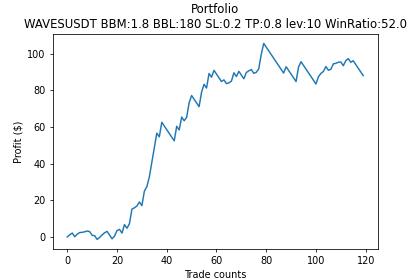 Portfolio
WAVESUSDT BBM:1.8 BBL:180 SL:0.2 TP:0.8 lev:10 WinRatio:52.0
Profit ($)
100
80
60
40
20
0
0 20 40 60 80 100 120
Trade counts